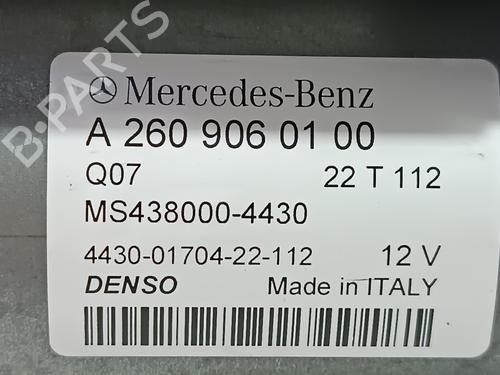 Mercedes-Benz
A 260 906 01 00
Q07 22 T 112
MS438000-4430
4430-01704-22-112 12 V
DENSO Made in ITALY
B-PARTS